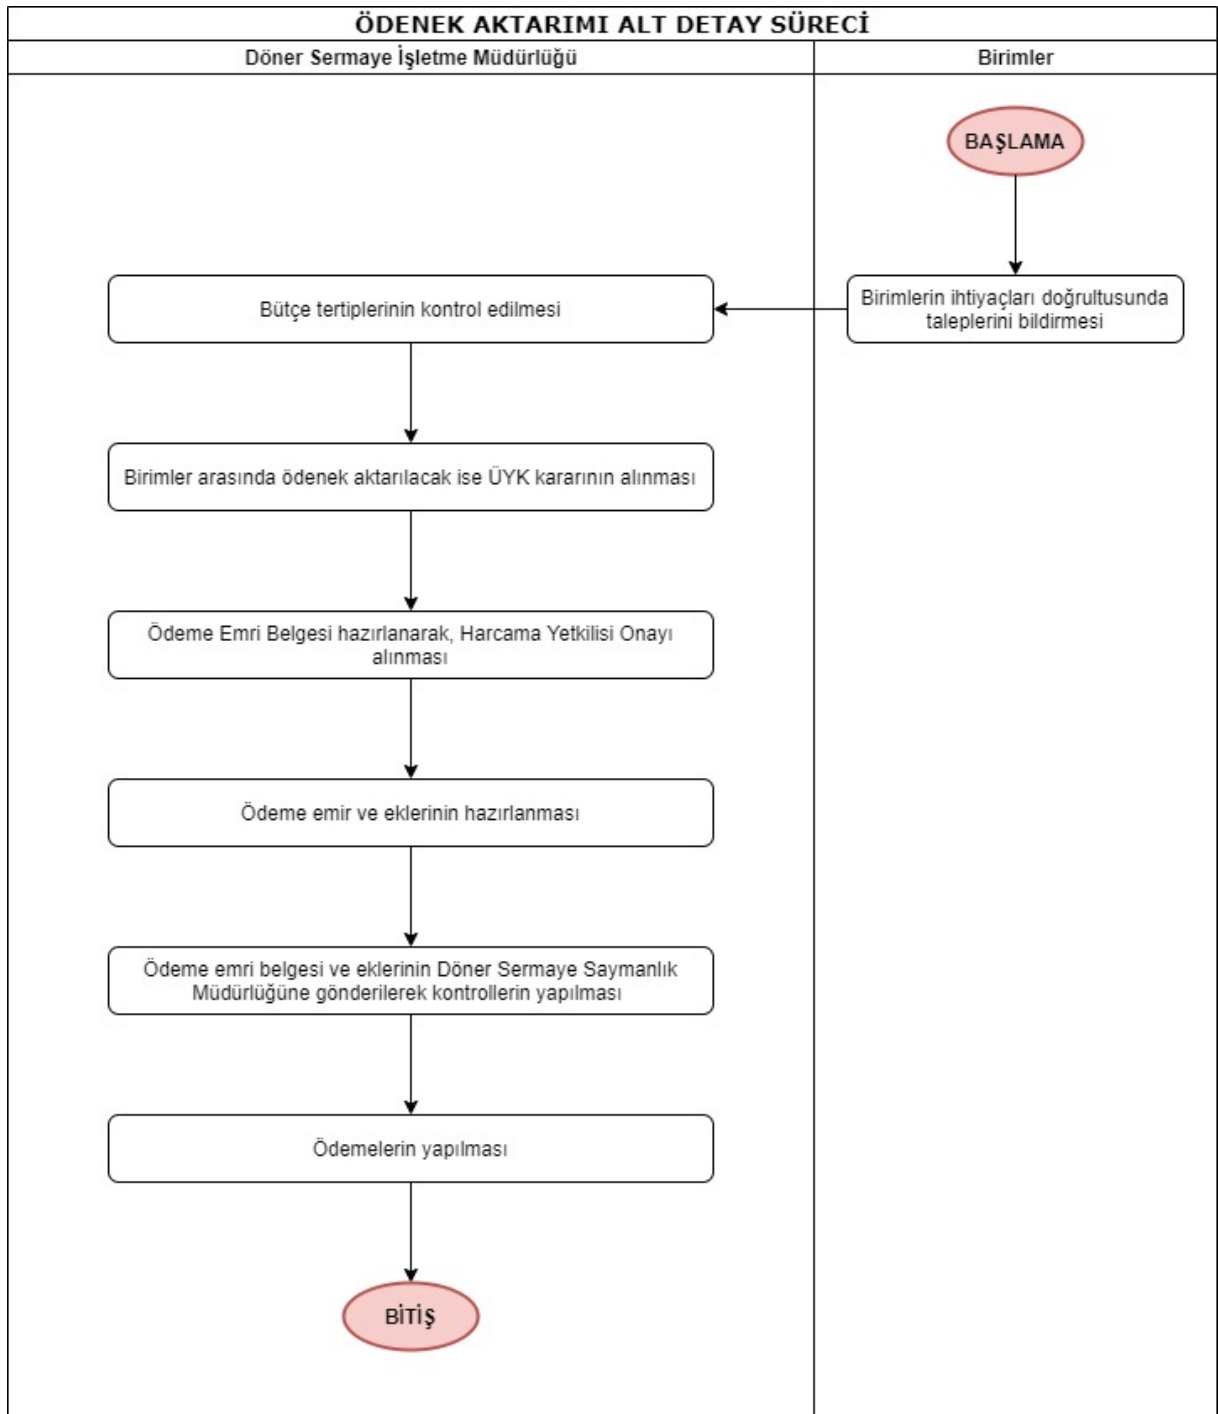 ÖDENEK AKTARIMI ALT DETAY SÜRECİ
Döner Sermaye İşletme Müdürlüğü
Birimler
BAŞLAMA
Birimlerin ihtiyaçları doğrultusunda
taleplerini bildirmesi
Bütçe tertiplerinin kontrol edilmesi
Birimler arasında ödenek aktarılacak ise ÜYK kararının alınması
Ödeme Emri Belgesi hazırlanarak, Harcama Yetkilisi Onayı
alınması
Ödeme emir ve eklerinin hazırlanması
Ödeme emri belgesi ve eklerinin Döner Sermaye Saymanlık
Müdürlüğüne gönderilerek kontrollerin yapılması
Ödemelerin yapılması
BİTİŞ